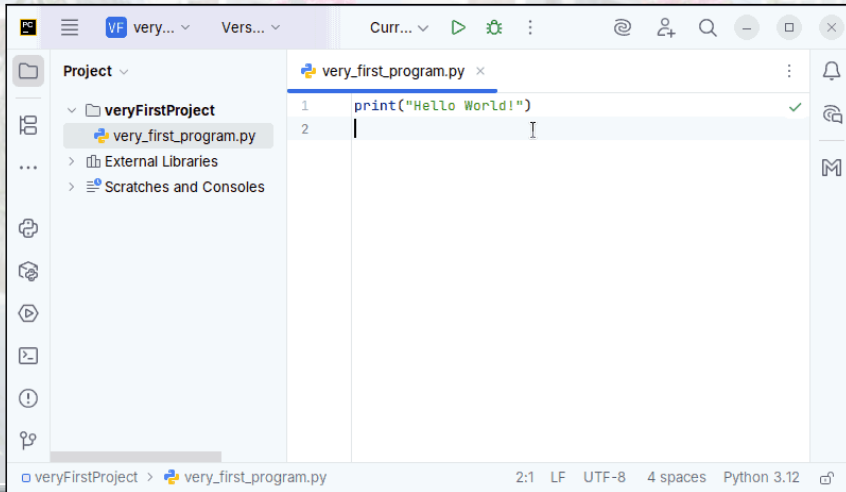 PC VF very... Vers... Curr...
Project
very_first_program.py
veryFirstProject
very_first_program.py
External Libraries
Scratches and Consoles
1 print("Hello World!")
2
veryFirstProject > very_first_program.py 2:1 LF UTF-8 4 spaces Python 3.12